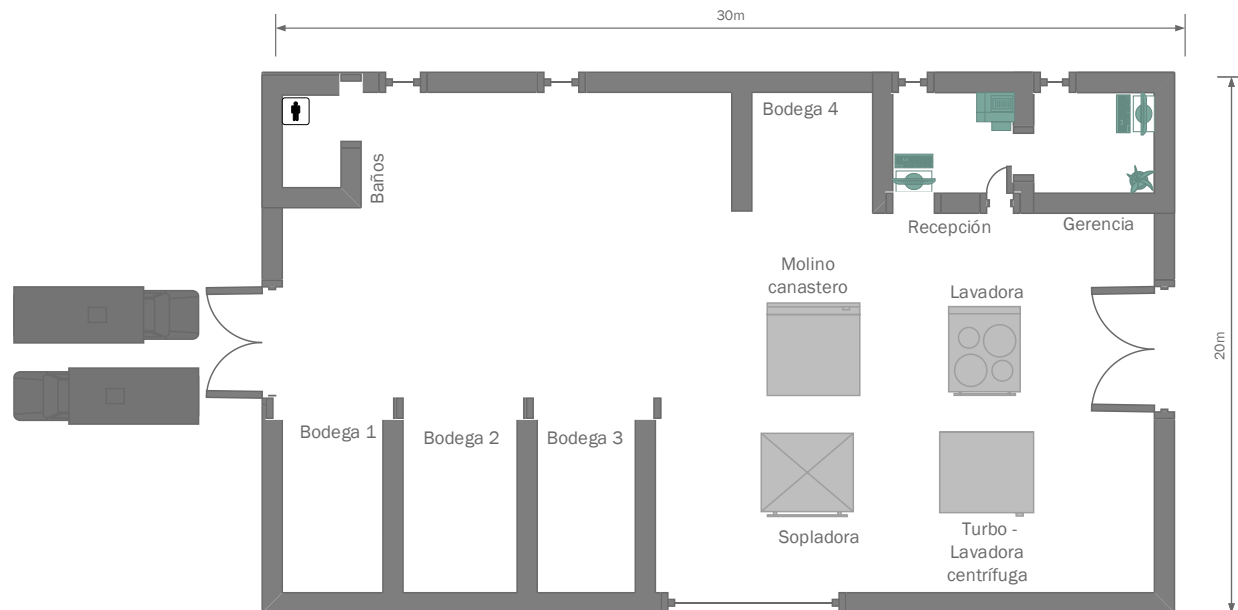 30m
Bodega 4
Baños
Recepción
Gerencia
Molino
canastero
Lavadora
20m
Bodega 1
Bodega 2
Bodega 3
Sopladora
Turbo -
Lavadora
centrífuga